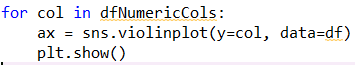 for col in dfNumericCols:
    ax = sns.violinplot(y=col, data=df)
    plt.show()